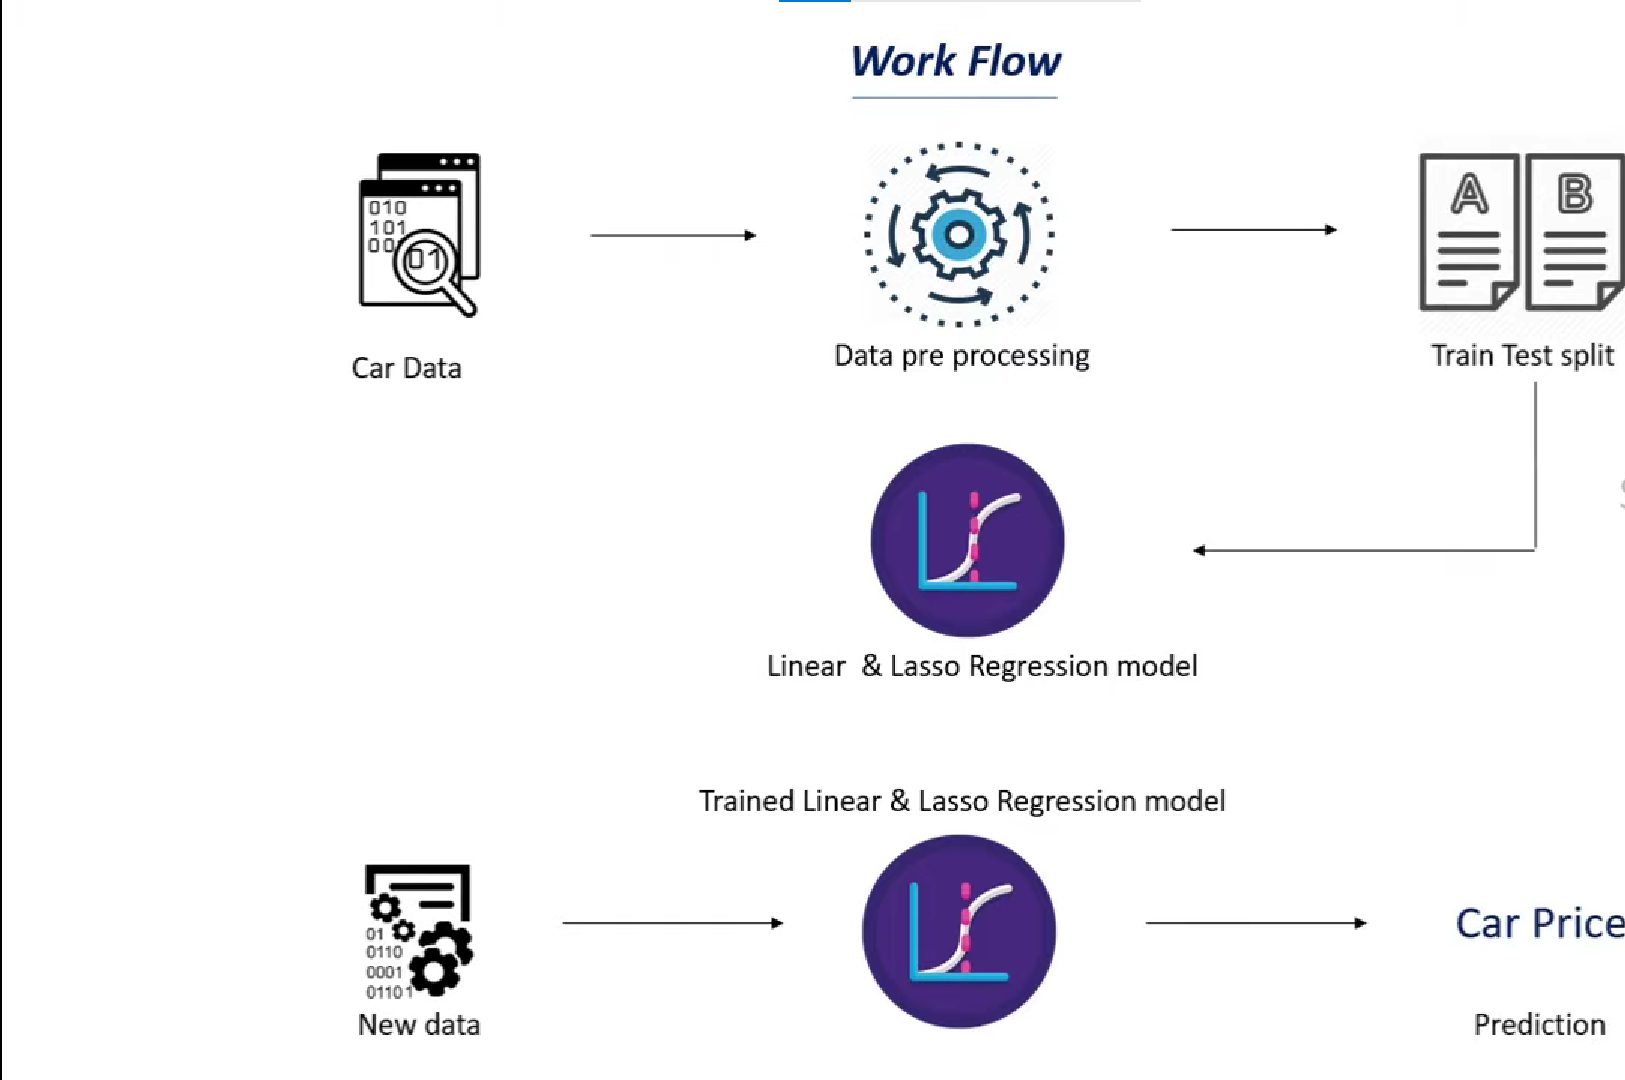 Work Flow
010
101
00
01
A
B
Car Data
Data pre processing
Train Test split
Linear & Lasso Regression model
Trained Linear & Lasso Regression model
01
0110
0001
01101
Car Price
New data
Prediction